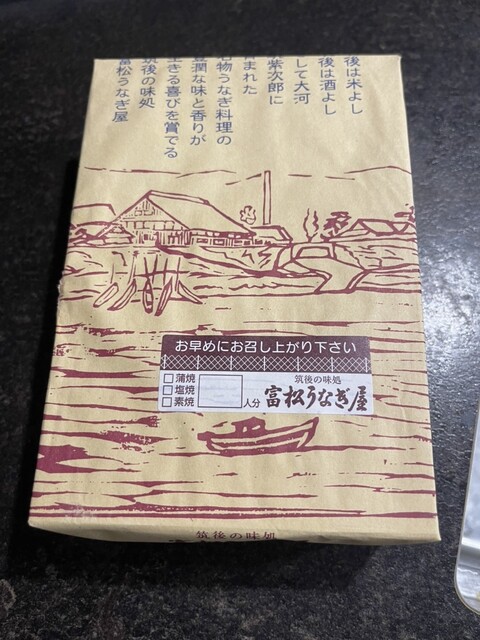 後は米よし
後は酒よし
して大河
紫次郎に
まれた
名物うなぎ料理の
豊潤な味と香りが
生きる喜びを賞でる
筑後の味処
富松うなぎ屋
お早めにお召し上がり下さい
□蒲焼
□塩焼
□素焼
人分
筑後の味処
富松うなぎ屋
筑後の味処